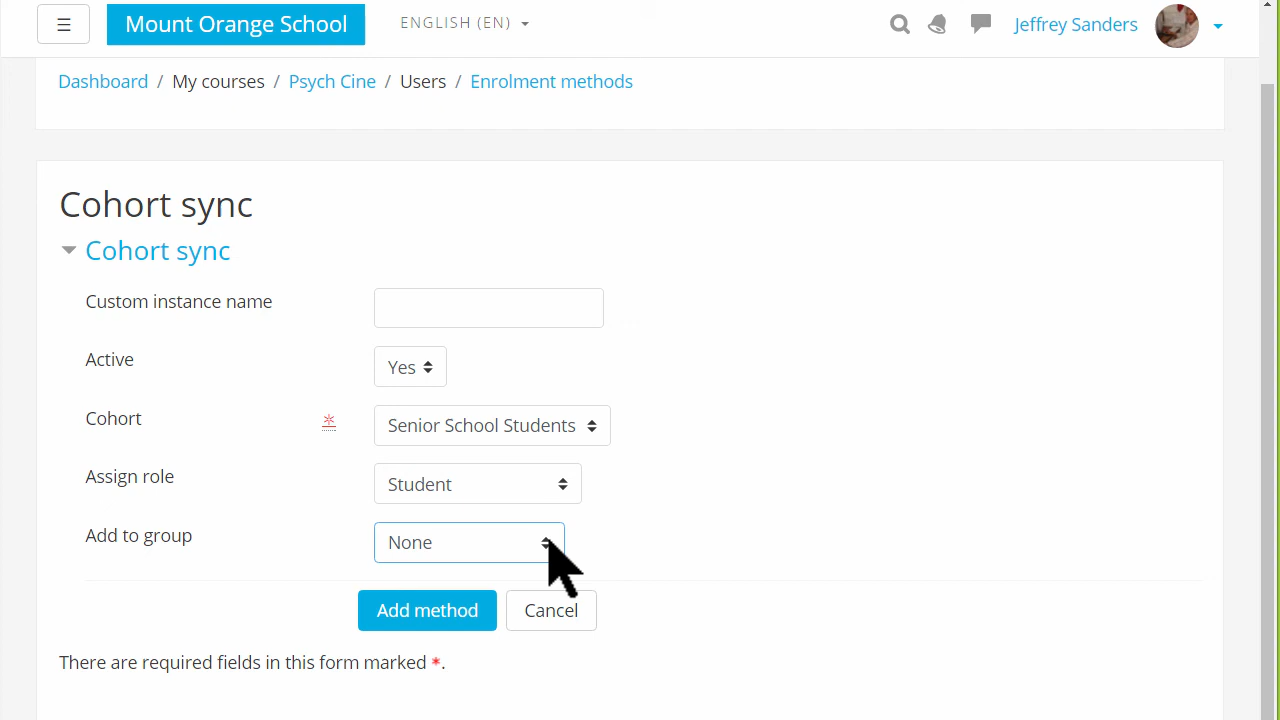 Mount Orange School ENGLISH (EN) Jeffrey Sanders
Dashboard / My courses / Psych Cine / Users / Enrolment methods
Cohort sync
Cohort sync
Custom instance name
Active Yes
Cohort * Senior School Students
Assign role Student
Add to group None
Add method Cancel
There are required fields in this form marked *.